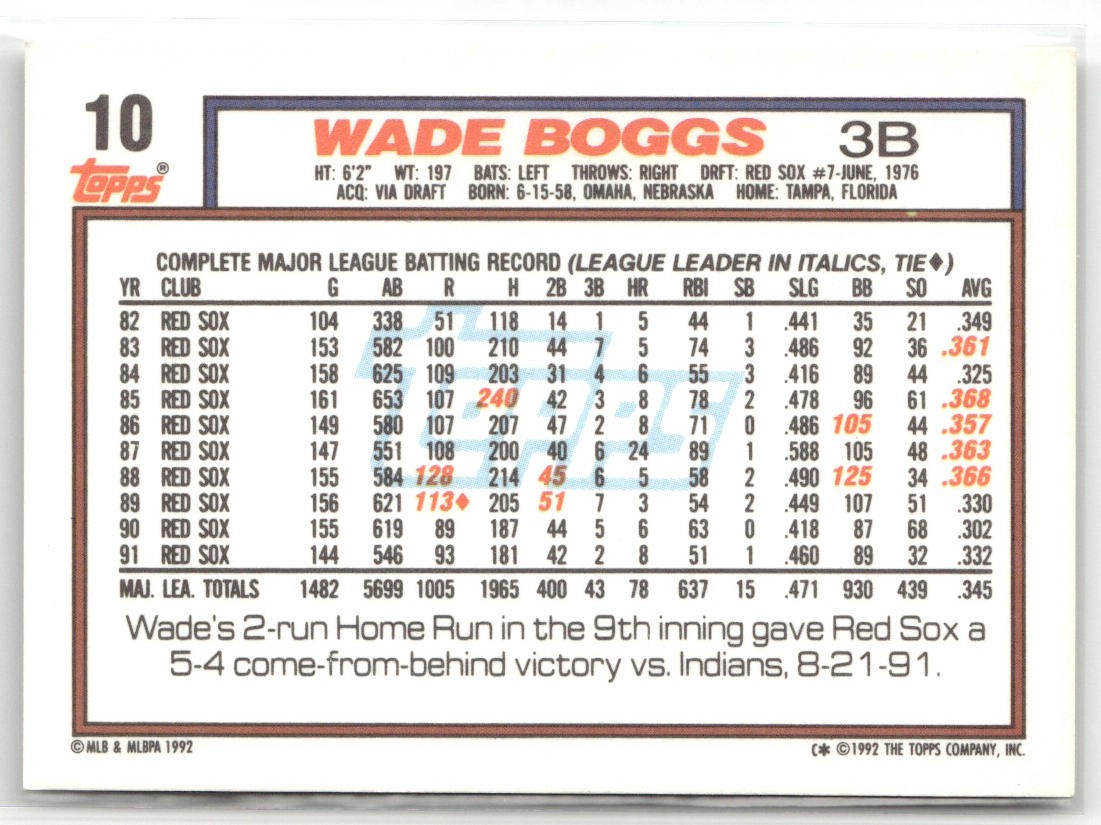 10
topps®
WADE BOGGS 3B
HT: 6'2" WT: 197 BATS: LEFT THROWS: RIGHT DRFT: RED SOX #7-JUNE, 1976
ACQ: VIA DRAFT BORN: 6-15-58, OMAHA, NEBRASKA HOME: TAMPA, FLORIDA
COMPLETE MAJOR LEAGUE BATTING RECORD (LEAGUE LEADER IN ITALICS, TIE♦)
YR CLUB G AB R H 2B 3B HR RBI SB SLG BB SO AVG
82 RED SOX 104 338 51 118 14 1 5 44 1 .441 35 21 .349
83 RED SOX 153 582 100 210 44 7 5 74 3 .486 92 36 .361
84 RED SOX 158 625 109 203 31 4 6 55 3 .416 89 44 .325
85 RED SOX 161 653 107 240 42 3 8 78 2 .478 96 61 .368
86 RED SOX 149 580 107 207 47 2 8 71 0 .486 105 44 .357
87 RED SOX 147 551 108 200 40 6 24 89 1 .588 105 48 .363
88 RED SOX 155 584 128 214 45 6 5 58 2 .490 125 34 .366
89 RED SOX 156 621 113♦ 205 51 7 3 54 2 .449 107 51 .330
90 RED SOX 155 619 89 187 44 5 6 63 0 .418 87 68 .302
91 RED SOX 144 546 93 181 42 2 8 51 1 .460 89 32 .332
MAJ. LEA. TOTALS 1482 5699 1005 1965 400 43 78 637 15 .471 930 439 .345
Topps
Wade's 2-run Home Run in the 9th inning gave Red Sox a
5-4 come-from-behind victory vs. Indians, 8-21-91.
© MLB & MLBPA 1992
C* ©1992 THE TOPPS COMPANY, INC.